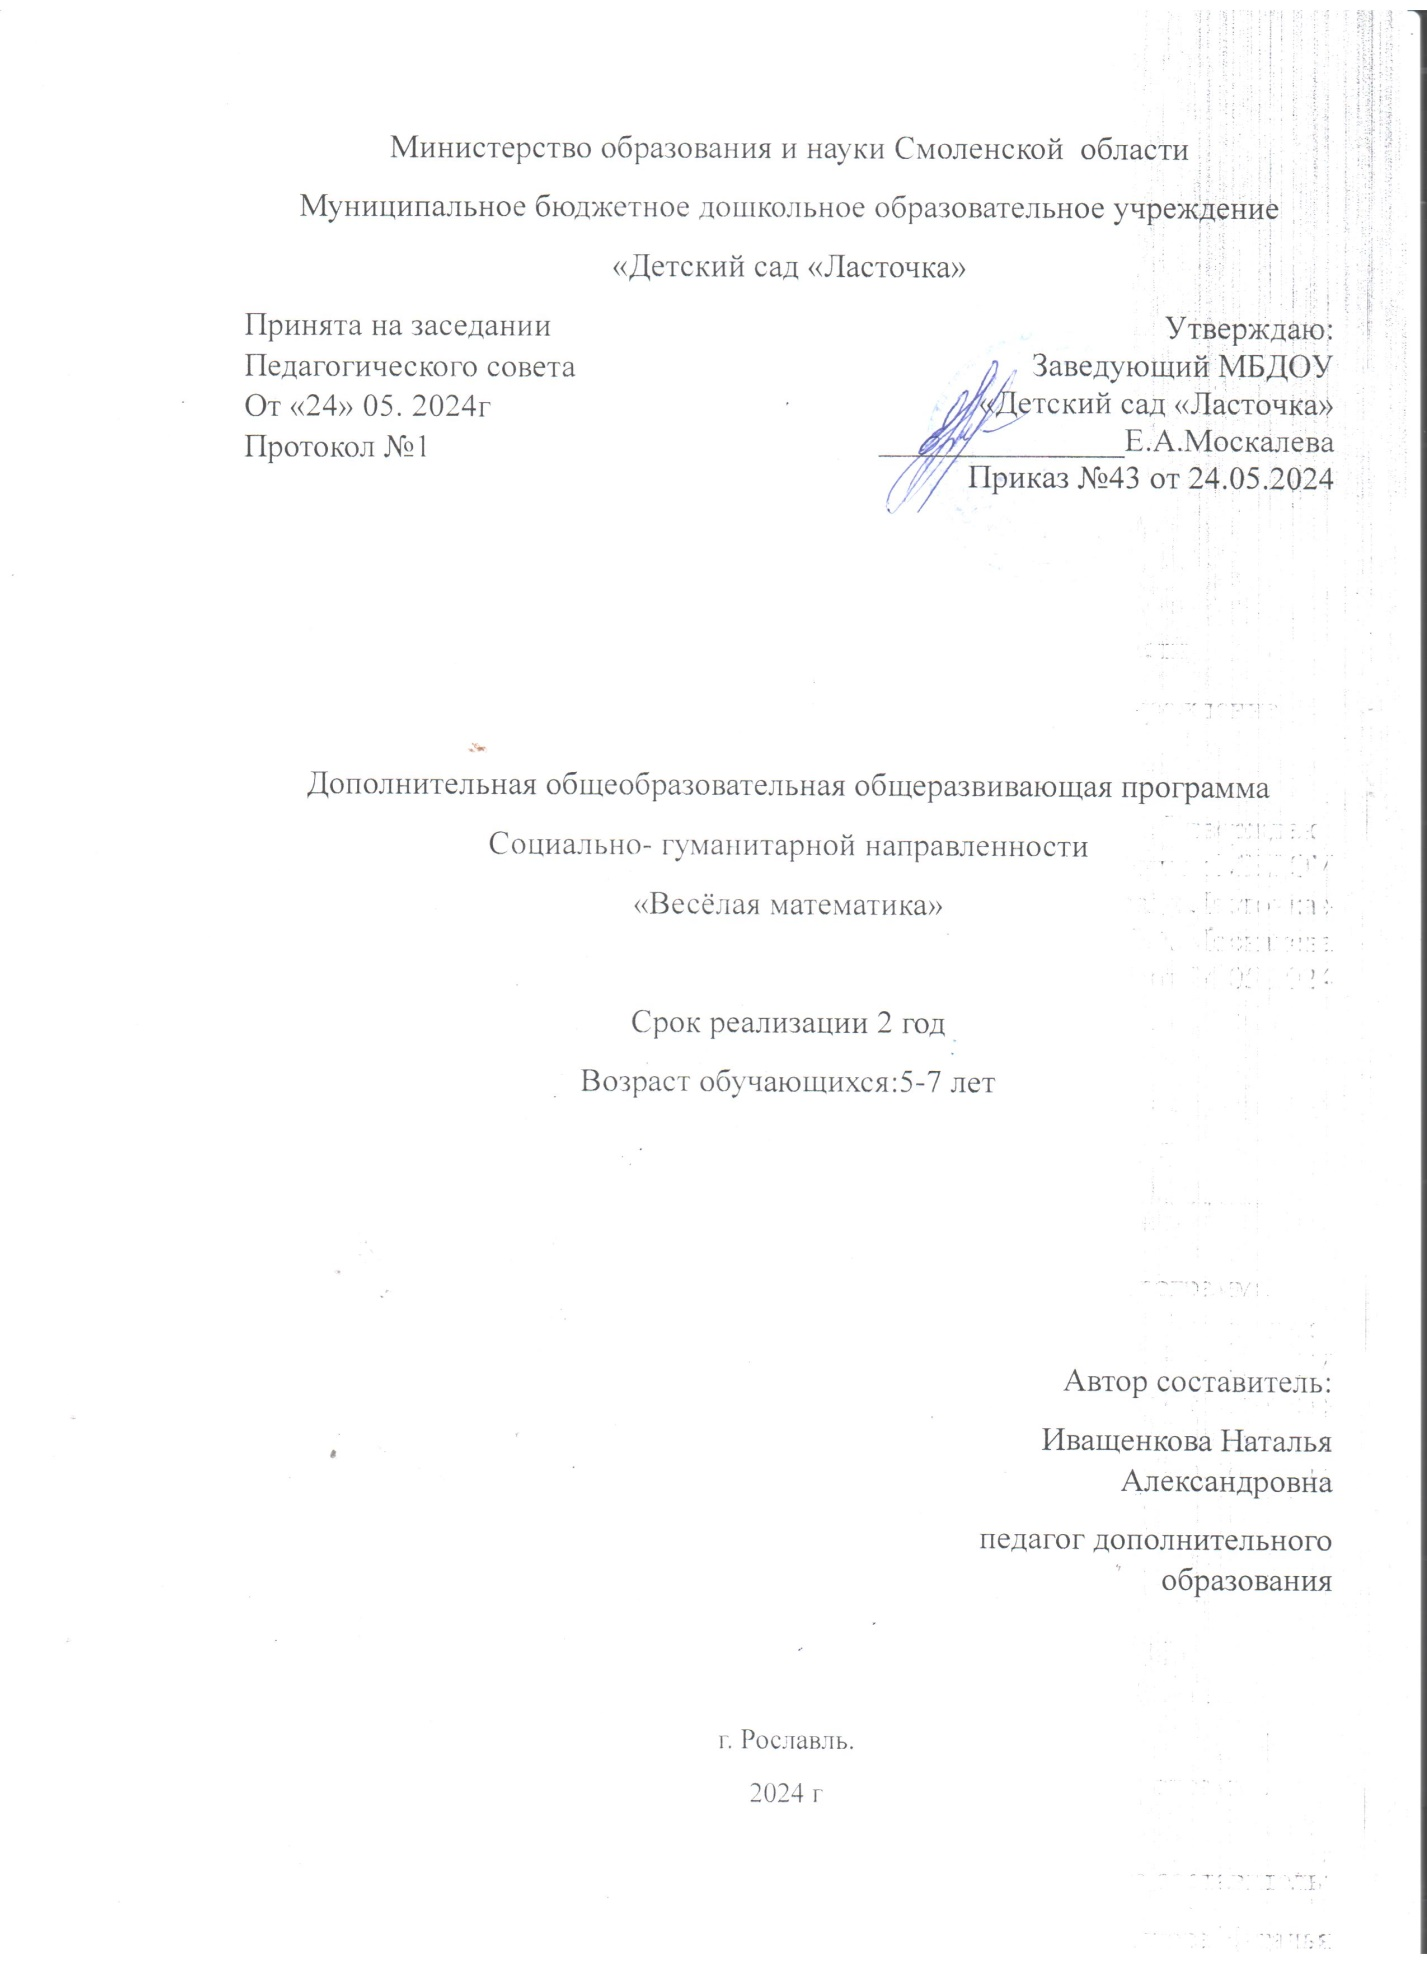 Министерство образования и науки Смоленской области
Муниципальное бюджетное дошкольное образовательное учреждение
«Детский сад «Ласточка»
Принята на заседании
Педагогического совета
От «24» 05. 2024г
Протокол №1
Утверждаю:
Заведующий МБДОУ
«Детский сад «Ласточка»
Е.А.Москалева
Приказ №43 от 24.05.2024
Дополнительная общеобразовательная общеразвивающая программа
Социально- гуманитарной направленности
«Весёлая математика»
Срок реализации 2 год
Возраст обучающихся:5-7 лет
Автор составитель:
Иващенкова Наталья
Александровна
педагог дополнительного
образования
г. Рославль.
2024 г